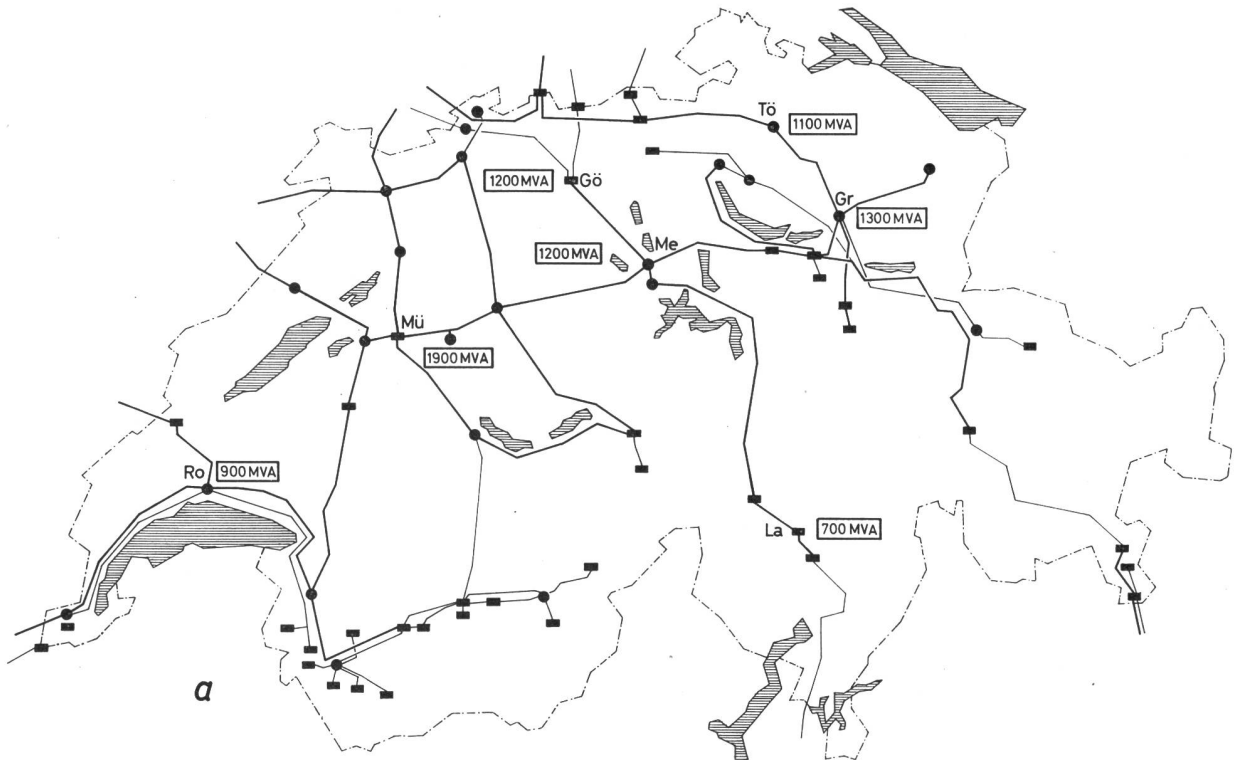 Tö
1100 MVA
1200 MVA
Gö
Gr
1300 MVA
1200 MVA
Me
Mü
1900 MVA
Ro
900 MVA
La
700 MVA
a